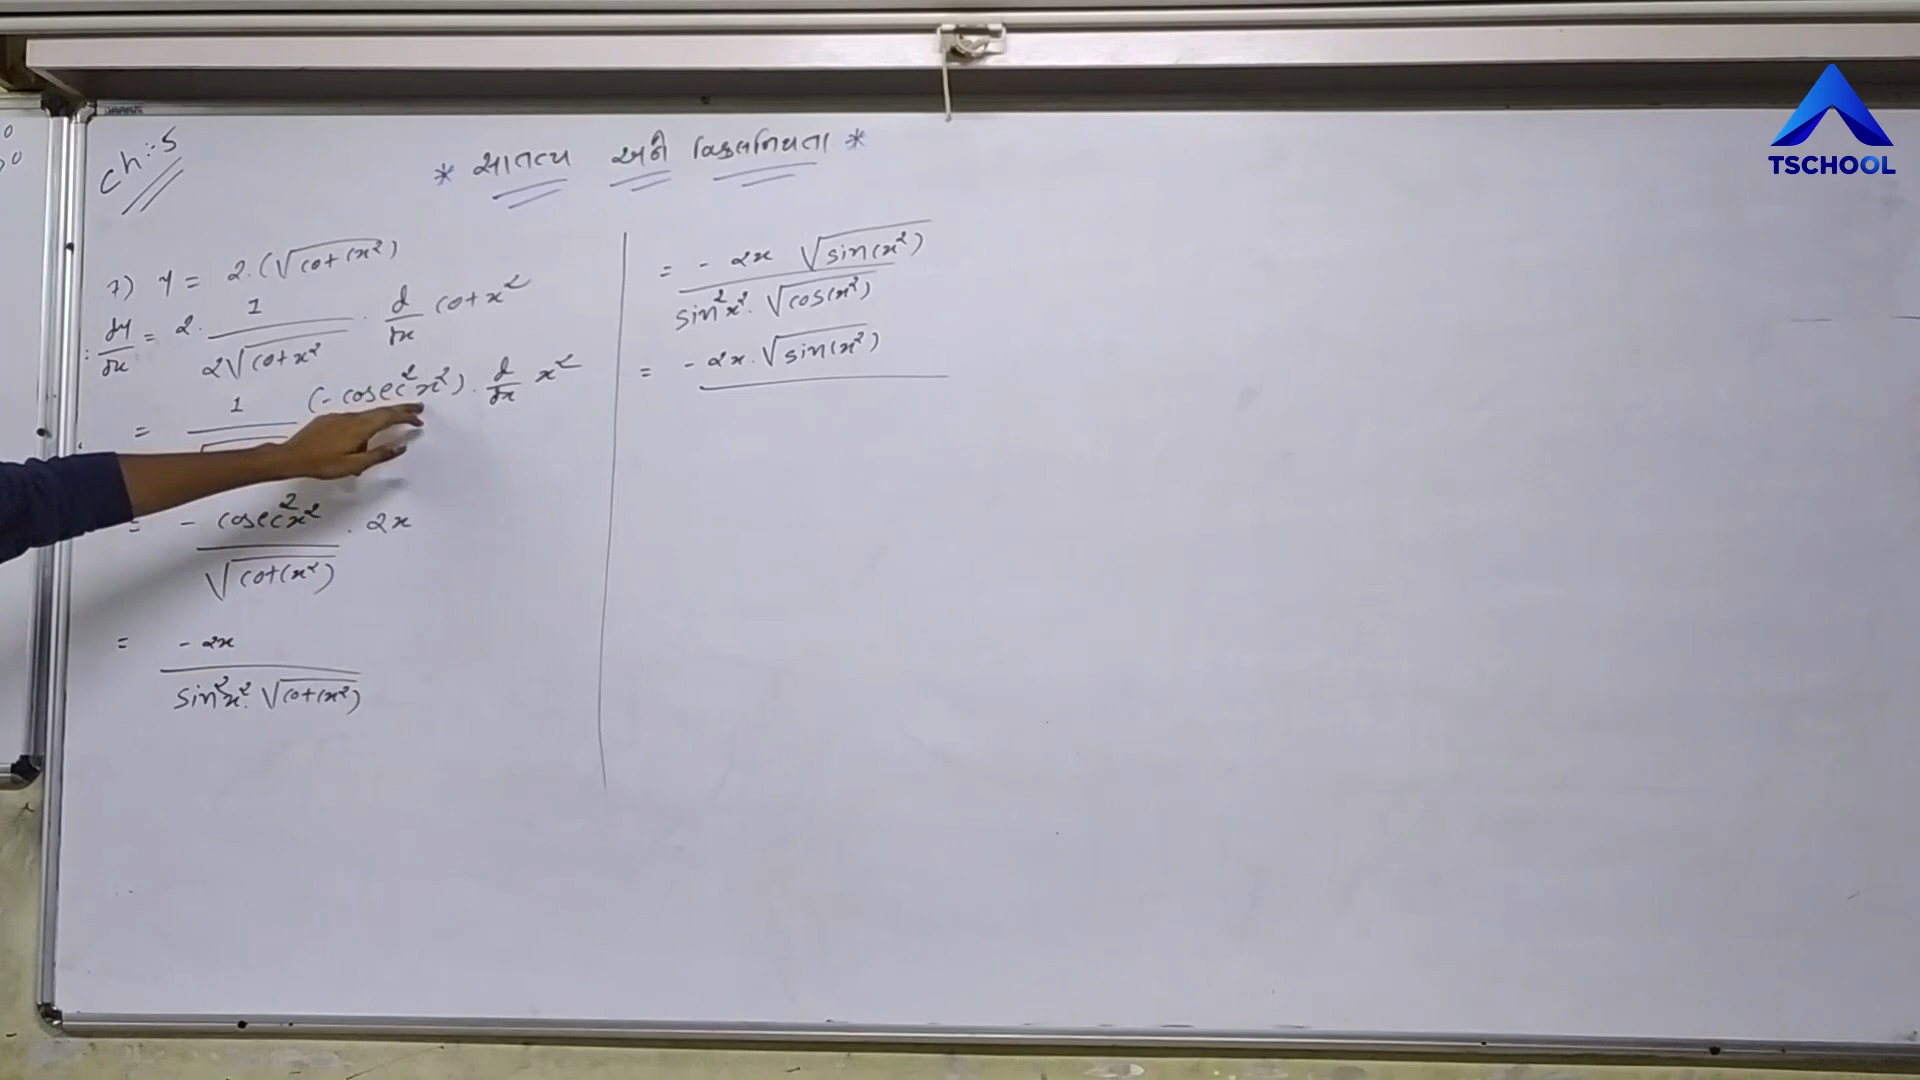 TSCHOOL
ch:-5
* સાતત્ય અને વિકલનિયતા *
7) y = 2.(√cot(x²)
: dy/dx = 2. 1/2√cot x² . d/dx cot x²
= 1/√ (- cosec²x²). d/dx x²
= - cosec²x²/√cot(x²) . 2x
= - 2x/sin²x². √cot(x²)
= - 2x √sin(x²)/sin²x². √cos(x²)
= - 2x. √sin(x²)